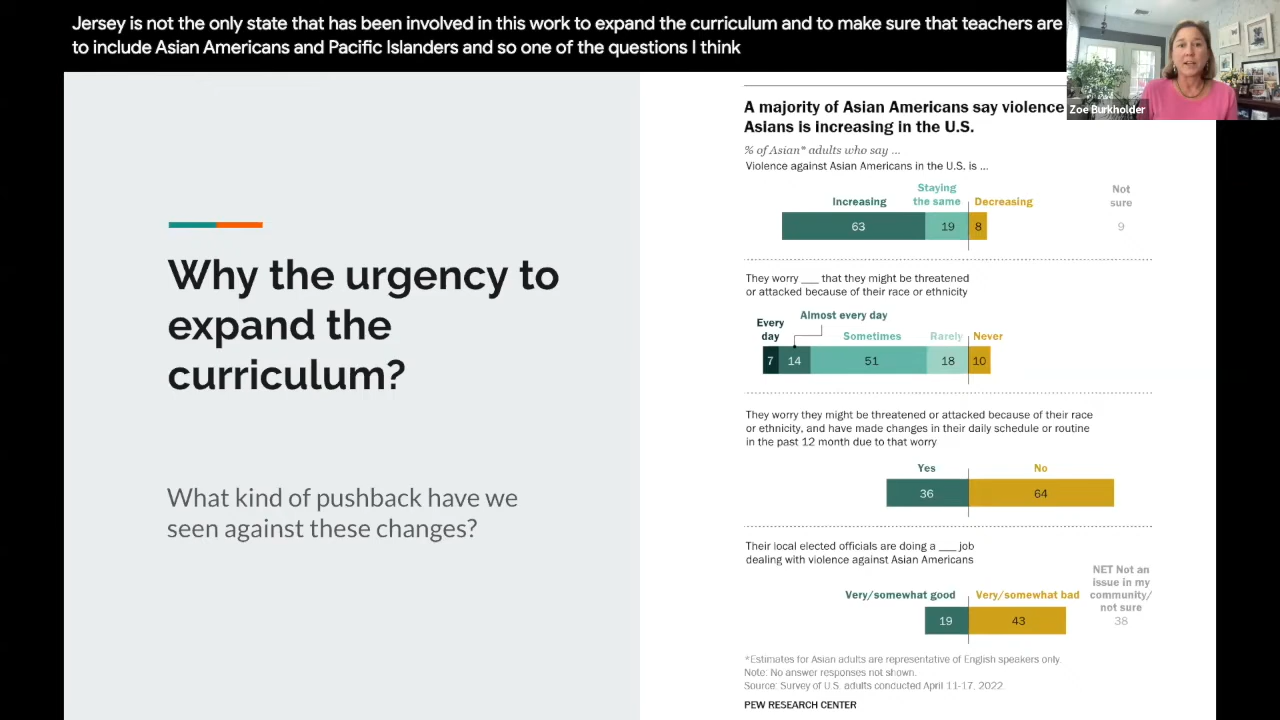 Jersey is not the only state that has been involved in this work to expand the curriculum and to make sure that teachers are
to include Asian Americans and Pacific Islanders and so one of the questions I think
Zoe Burkholder
Why the urgency to
expand the
curriculum?
What kind of pushback have we
seen against these changes?
A majority of Asian Americans say violence
Asians is increasing in the U.S.
% of Asian* adults who say ...
Violence against Asian Americans in the U.S. is ...
Increasing
Staying
the same
Decreasing
Not
sure
63 19 8 9
They worry ___ that they might be threatened
or attacked because of their race or ethnicity
Every
day
Almost every day
Sometimes Rarely Never
7 14 51 18 10
They worry they might be threatened or attacked because of their race
or ethnicity, and have made changes in their daily schedule or routine
in the past 12 month due to that worry
Yes No
36 64
Their local elected officials are doing a ___ job
dealing with violence against Asian Americans
Very/somewhat good Very/somewhat bad
NET Not an
issue in my
community/
not sure
19 43 38
*Estimates for Asian adults are representative of English speakers only.
Note: No answer responses not shown.
Source: Survey of U.S. adults conducted April 11-17, 2022
PEW RESEARCH CENTER